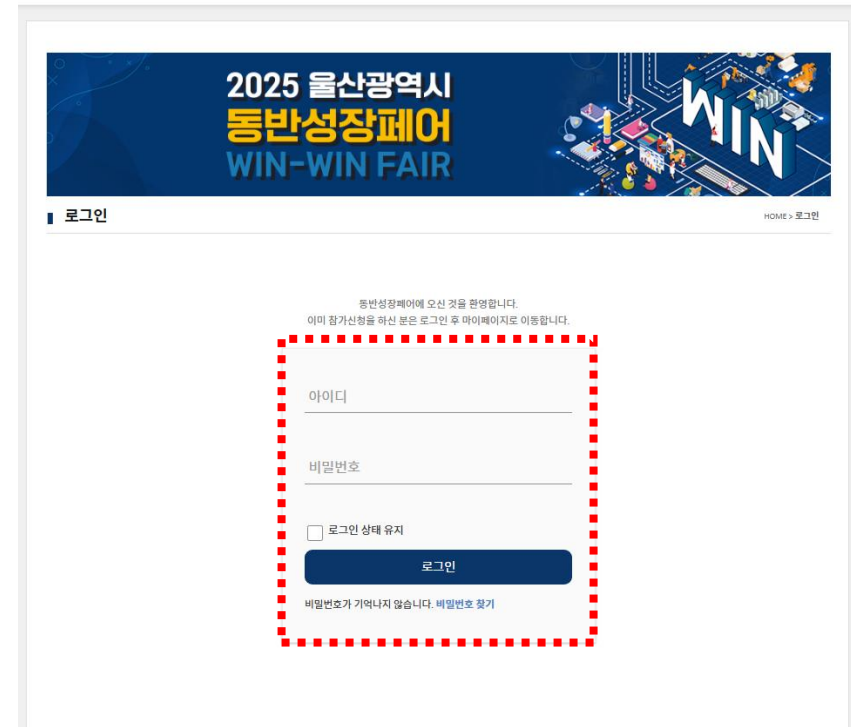 2025 울산광역시
동반성장페어
WIN-WIN FAIR
WIN
로그인
HOME > 로그인
동반성장페어에 오신 것을 환영합니다.
이미 참가신청을 하신 분은 로그인 후 마이페이지로 이동합니다.
아이디
비밀번호
로그인 상태 유지
로그인
비밀번호가 기억나지 않습니다. 비밀번호 찾기